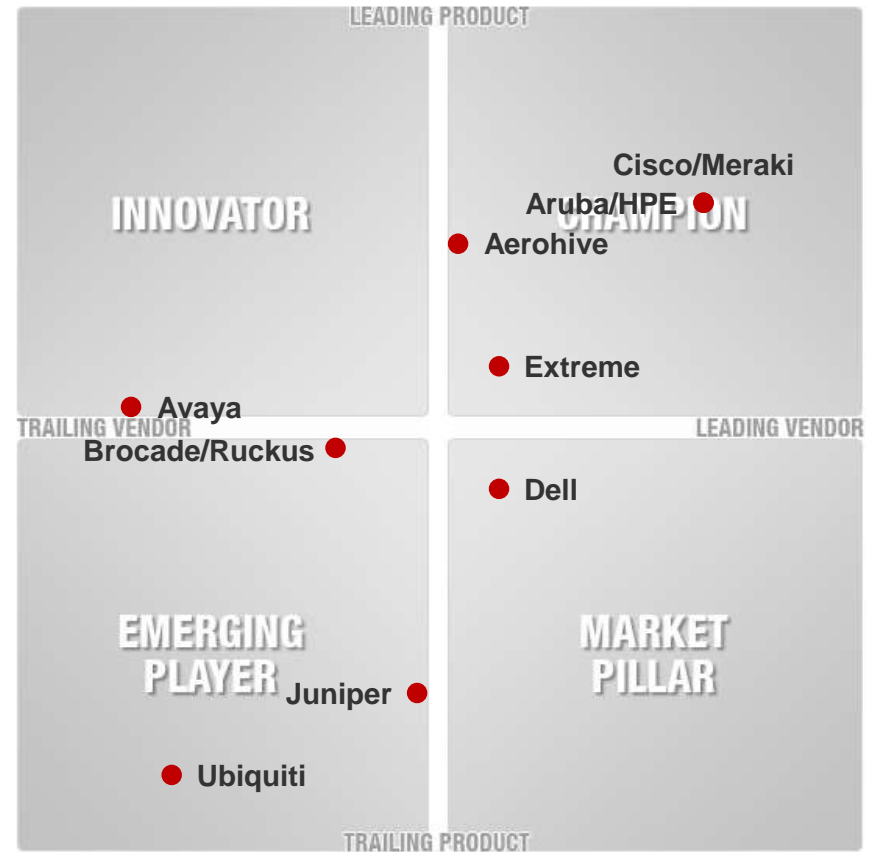 LEADING PRODUCT
Cisco/Meraki
Aruba/HPE
INNOVATOR
CHAMPION
Aerohive
Extreme
Avaya
TRAILING VENDOR
LEADING VENDOR
Brocade/Ruckus
Dell
EMERGING
PLAYER
MARKET
PILLAR
Juniper
Ubiquiti
TRAILING PRODUCT